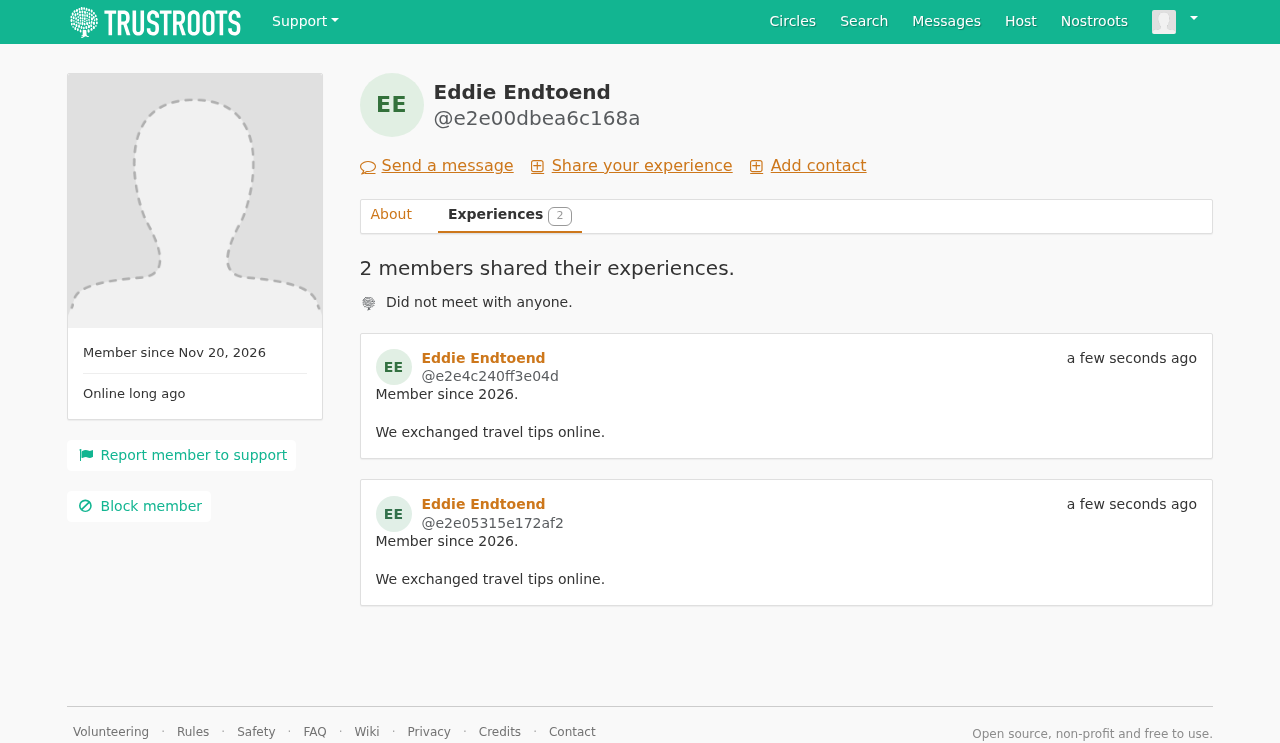 TRUSTROOTS Support Circles Search Messages Host Nostroots
EE
Eddie Endtoend
@e2e00dbea6c168a
Send a message Share your experience Add contact
About Experiences 2
2 members shared their experiences.
Did not meet with anyone.
EE
Eddie Endtoend a few seconds ago
@e2e4c240ff3e04d
Member since 2026.
We exchanged travel tips online.
EE
Eddie Endtoend a few seconds ago
@e2e05315e172af2
Member since 2026.
We exchanged travel tips online.
Member since Nov 20, 2026
Online long ago
Report member to support
Block member
Volunteering · Rules · Safety · FAQ · Wiki · Privacy · Credits · Contact
Open source, non-profit and free to use.